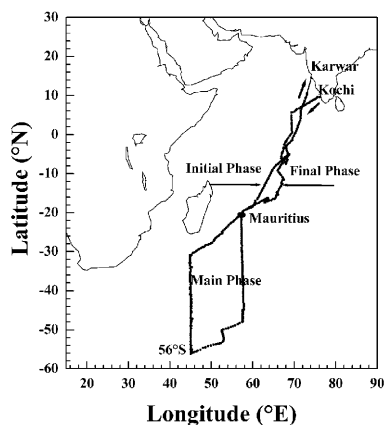 30
20
10
0
-10
-20
-30
-40
-50
-60
Latitude (°N)
Karwar
Kochi
Initial Phase
Final Phase
Mauritius
Main Phase
56°S
20 30 40 50 60 70 80 90
Longitude (°E)